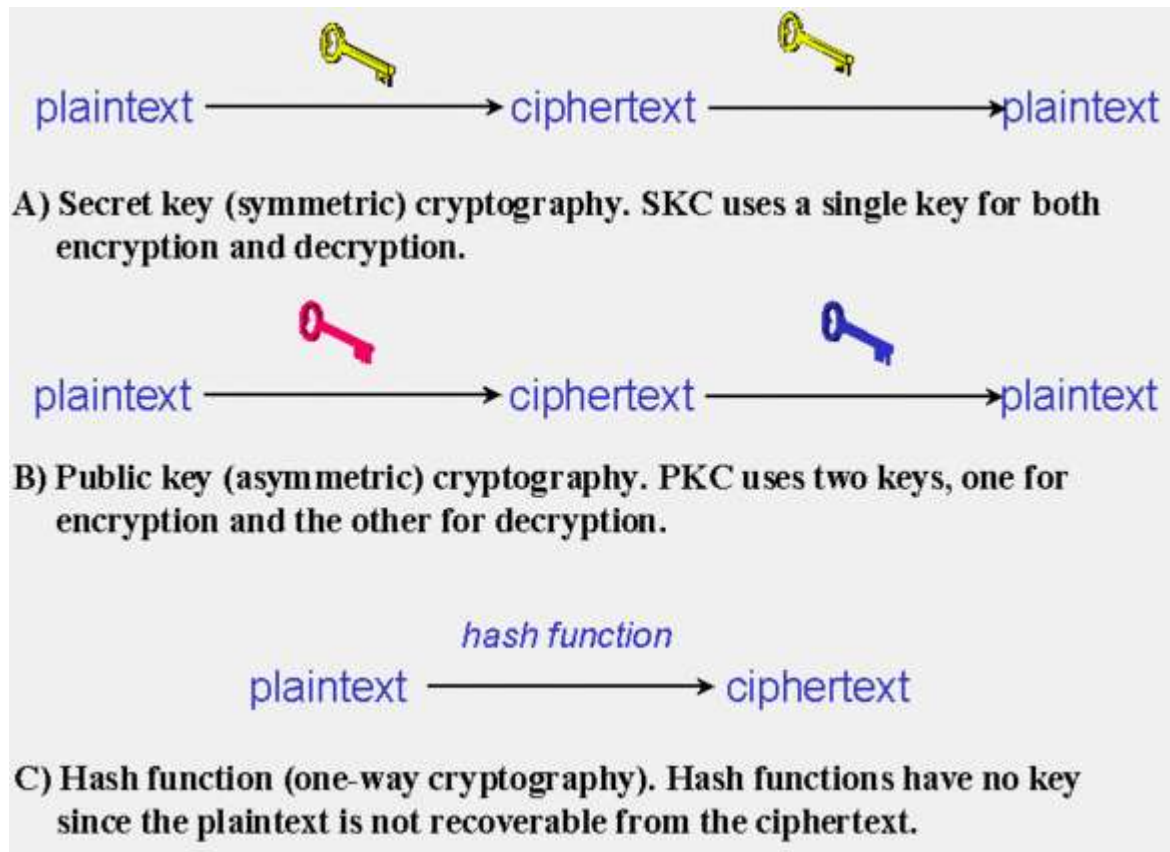 plaintext ciphertext plaintext
A) Secret key (symmetric) cryptography. SKC uses a single key for both
encryption and decryption.
plaintext ciphertext plaintext
B) Public key (asymmetric) cryptography. PKC uses two keys, one for
encryption and the other for decryption.
hash function
plaintext ciphertext
C) Hash function (one-way cryptography). Hash functions have no key
since the plaintext is not recoverable from the ciphertext.